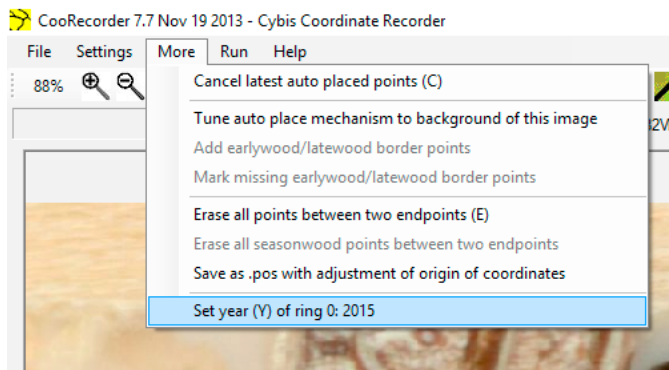 CooRecorder 7.7 Nov 19 2013 - Cybis Coordinate Recorder
File Settings More Run Help
88%
Cancel latest auto placed points (C)
Tune auto place mechanism to background of this image
Add earlywood/latewood border points
Mark missing earlywood/latewood border points
Erase all points between two endpoints (E)
Erase all seasonwood points between two endpoints
Save as .pos with adjustment of origin of coordinates
Set year (Y) of ring 0: 2015